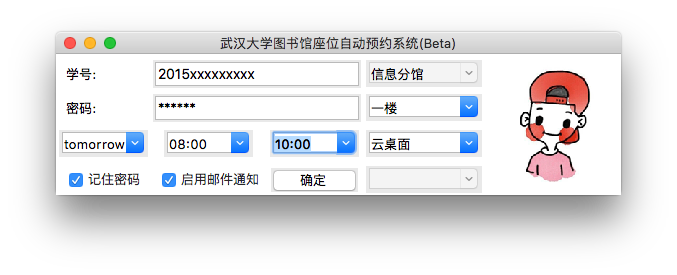 武汉大学图书馆座位自动预约系统(Beta)
学号: 2015xxxxxxxxx 信息分馆
密码: ****** 一楼
tomorrow 08:00 10:00 云桌面
记住密码 启用邮件通知 确定